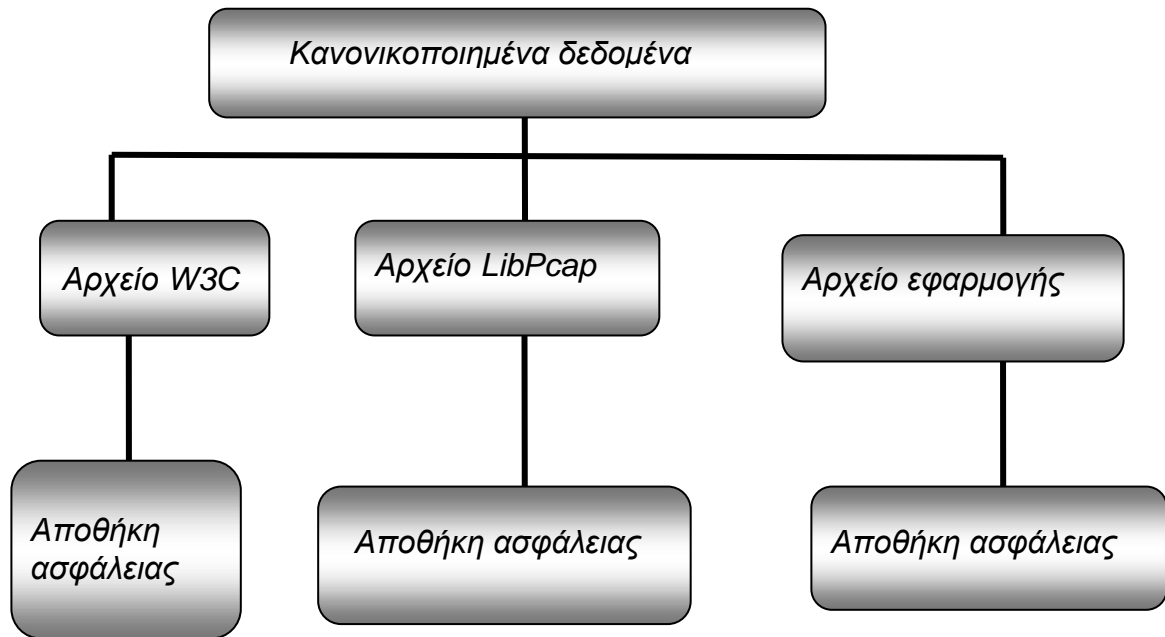 Κανονικοποιημένα δεδομένα
Αρχείο W3C
Αρχείο LibPcap
Αρχείο εφαρμογής
Αποθήκη
ασφάλειας
Αποθήκη ασφάλειας
Αποθήκη ασφάλειας